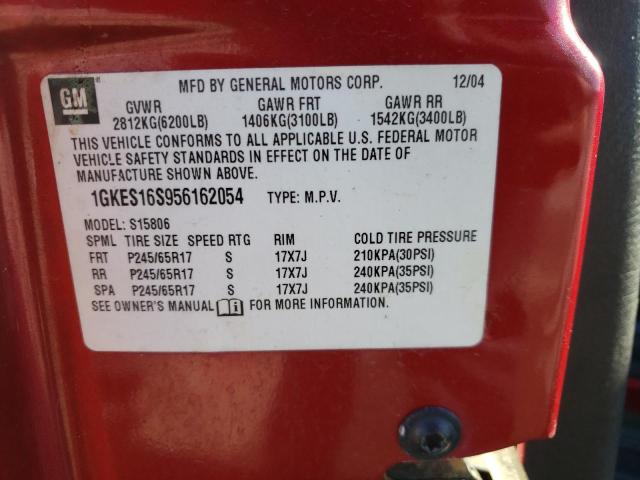 GM
MFD BY GENERAL MOTORS CORP. 12/04
GVWR GAWR FRT GAWR RR
2812KG(6200LB) 1406KG(3100LB) 1542KG(3400LB)
THIS VEHICLE CONFORMS TO ALL APPLICABLE U.S. FEDERAL MOTOR
VEHICLE SAFETY STANDARDS IN EFFECT ON THE DATE OF
MANUFACTURE SHOWN ABOVE.
1GKES16S956162054 TYPE: M.P.V.
MODEL: S15806
SPML TIRE SIZE SPEED RTG RIM COLD TIRE PRESSURE
FRT P245/65R17 S 17X7J 210KPA(30PSI)
RR P245/65R17 S 17X7J 240KPA(35PSI)
SPA P245/65R17 S 17X7J 240KPA(35PSI)
SEE OWNER'S MANUAL FOR MORE INFORMATION.